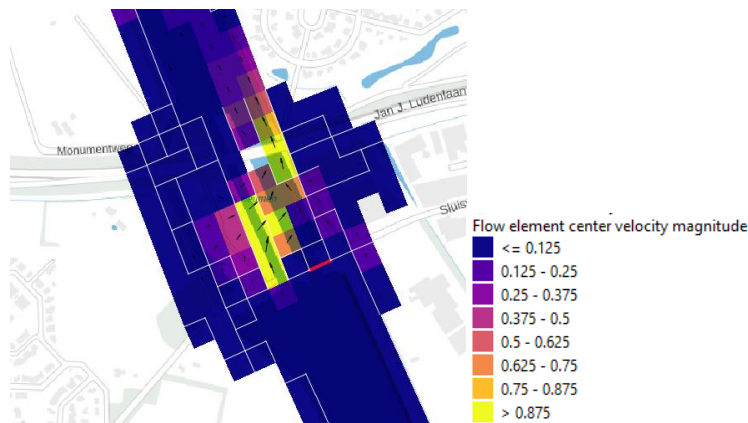 Jan J. Ludenlaan
Monumentweg
Sluis
Flow element center velocity magnitude
<= 0.125
0.125 - 0.25
0.25 - 0.375
0.375 - 0.5
0.5 - 0.625
0.625 - 0.75
0.75 - 0.875
> 0.875